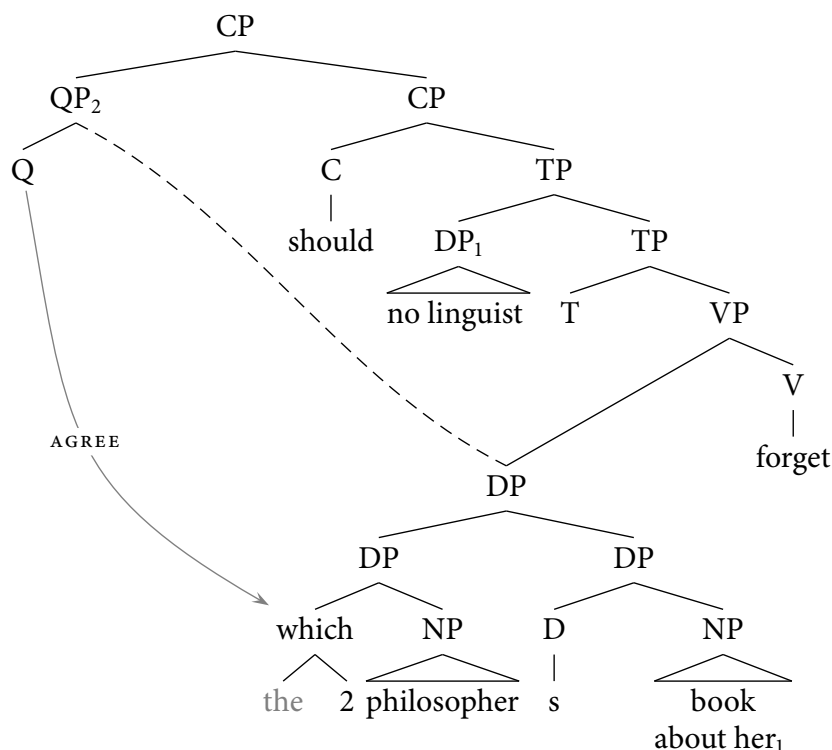 CP
QP₂ CP
Q C TP
should DP₁ TP
no linguist T VP
V
AGREE
forget
DP
DP DP
which NP D NP
the 2 philosopher s book
about her₁